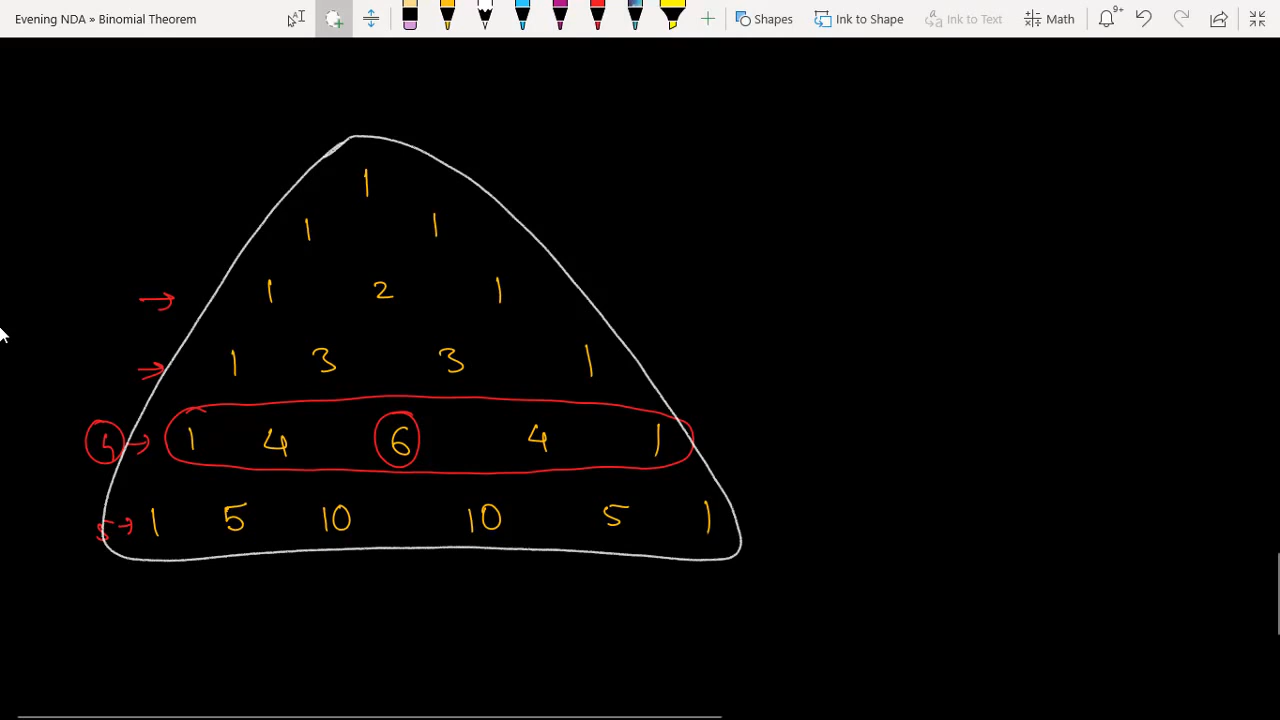 Evening NDA » Binomial Theorem Shapes Ink to Shape Ink to Text Math 9+
1
1 1
→ 1 2 1
→ 1 3 3 1
4 → 1 4 6 4 1
5 → 1 5 10 10 5 1